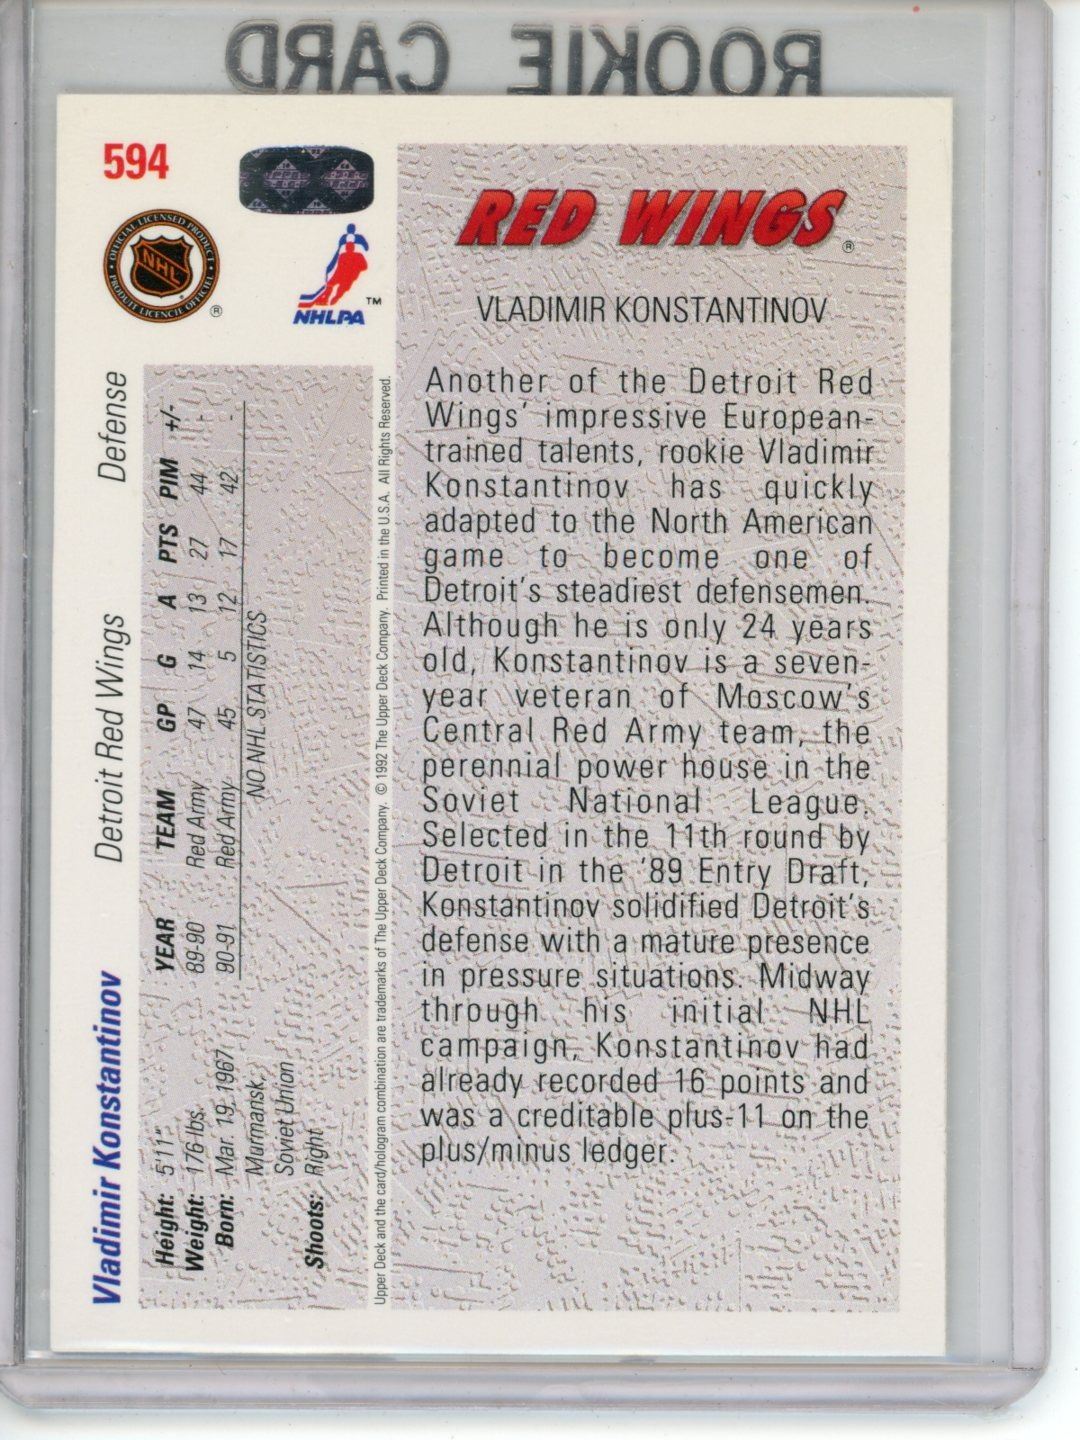 ROOKIE CARD
594
OFFICIAL LICENSED PRODUCT
NHL
PRODUIT LICENCIE OFFICIEL
®
NHLPA
™
RED WINGS
®
VLADIMIR KONSTANTINOV
Another of the Detroit Red
Wings' impressive European-
trained talents, rookie Vladimir
Konstantinov has quickly
adapted to the North American
game to become one of
Detroit's steadiest defensemen.
Although he is only 24 years
old, Konstantinov is a seven-
year veteran of Moscow's
Central Red Army team, the
perennial power house in the
Soviet National League.
Selected in the 11th round by
Detroit in the '89 Entry Draft,
Konstantinov solidified Detroit's
defense with a mature presence
in pressure situations. Midway
through his initial NHL
campaign, Konstantinov had
already recorded 16 points and
was a creditable plus-11 on the
plus/minus ledger.
Vladimir Konstantinov Detroit Red Wings Defense
Height: 5'11"
Weight: 176 lbs.
Born: Mar. 19, 1967
Murmansk,
Soviet Union
Shoots: Right
YEAR TEAM GP G A PTS PIM +/-
89-90 Red Army 47 14 13 27 44 -
90-91 Red Army 45 5 12 17 42 -
NO NHL STATISTICS
Upper Deck and the card/hologram combination are trademarks of The Upper Deck Company. © 1992 The Upper Deck Company. Printed in the U.S.A. All Rights Reserved.